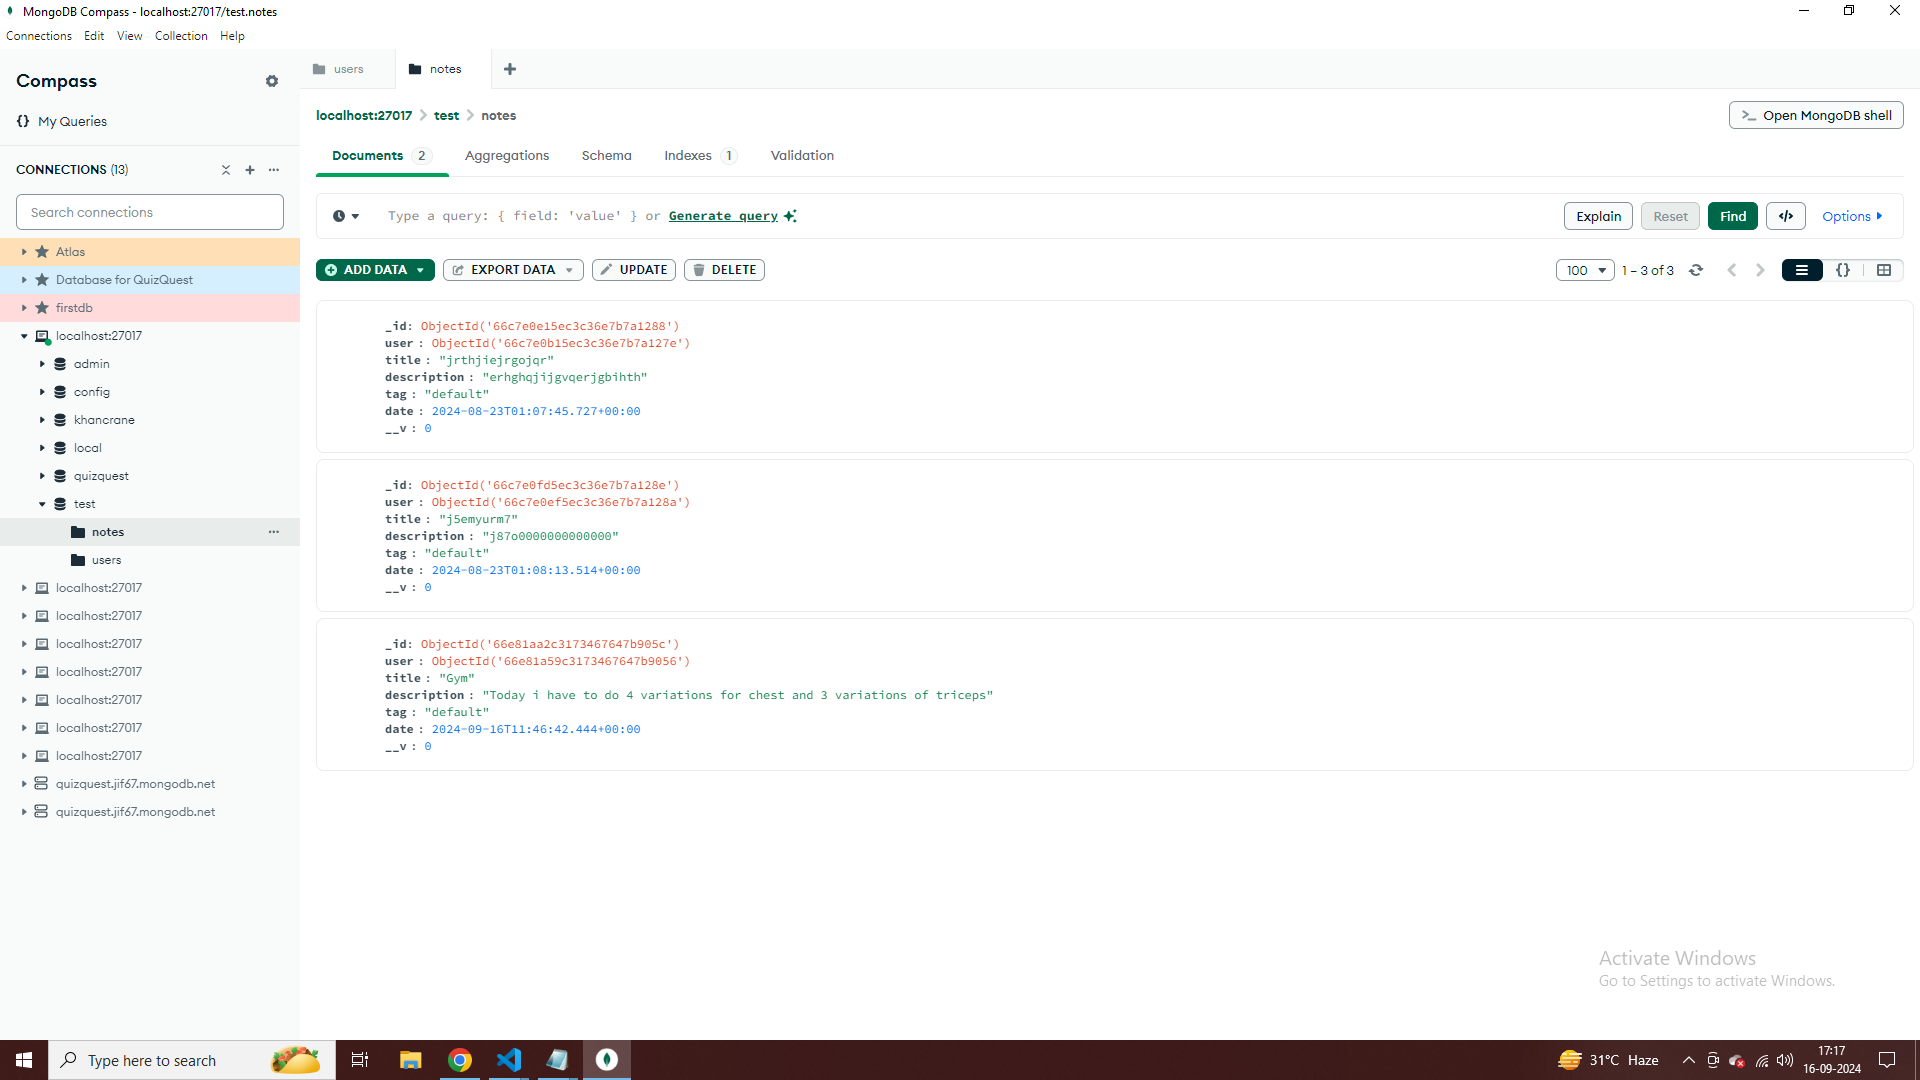 MongoDB Compass - localhost:27017/test.notes
Connections Edit View Collection Help
Compass
{} My Queries
CONNECTIONS (13)
Search connections
Atlas
Database for QuizQuest
firstdb
localhost:27017
admin
config
khancrane
local
quizquest
test
notes
users
localhost:27017
localhost:27017
localhost:27017
localhost:27017
localhost:27017
localhost:27017
localhost:27017
quizquest.jif67.mongodb.net
quizquest.jif67.mongodb.net
users notes
localhost:27017 > test > notes
>_ Open MongoDB shell
Documents 2 Aggregations Schema Indexes 1 Validation
Type a query: { field: 'value' } or Generate query
Explain Reset Find </> Options
ADD DATA EXPORT DATA UPDATE DELETE
100 1 – 3 of 3 {}
_id: ObjectId('66c7e0e15ec3c36e7b7a1288')
user : ObjectId('66c7e0b15ec3c36e7b7a127e')
title : "jrthjiejrgojqr"
description : "erhghqjijgvqerjgbihth"
tag : "default"
date : 2024-08-23T01:07:45.727+00:00
__v : 0
_id: ObjectId('66c7e0fd5ec3c36e7b7a128e')
user : ObjectId('66c7e0ef5ec3c36e7b7a128a')
title : "j5emyurm7"
description : "j87o0000000000000"
tag : "default"
date : 2024-08-23T01:08:13.514+00:00
__v : 0
_id: ObjectId('66e81aa2c3173467647b905c')
user : ObjectId('66e81a59c3173467647b9056')
title : "Gym"
description : "Today i have to do 4 variations for chest and 3 variations of triceps"
tag : "default"
date : 2024-09-16T11:46:42.444+00:00
__v : 0
Activate Windows
Go to Settings to activate Windows.
Type here to search
31°C Haze
17:17
16-09-2024